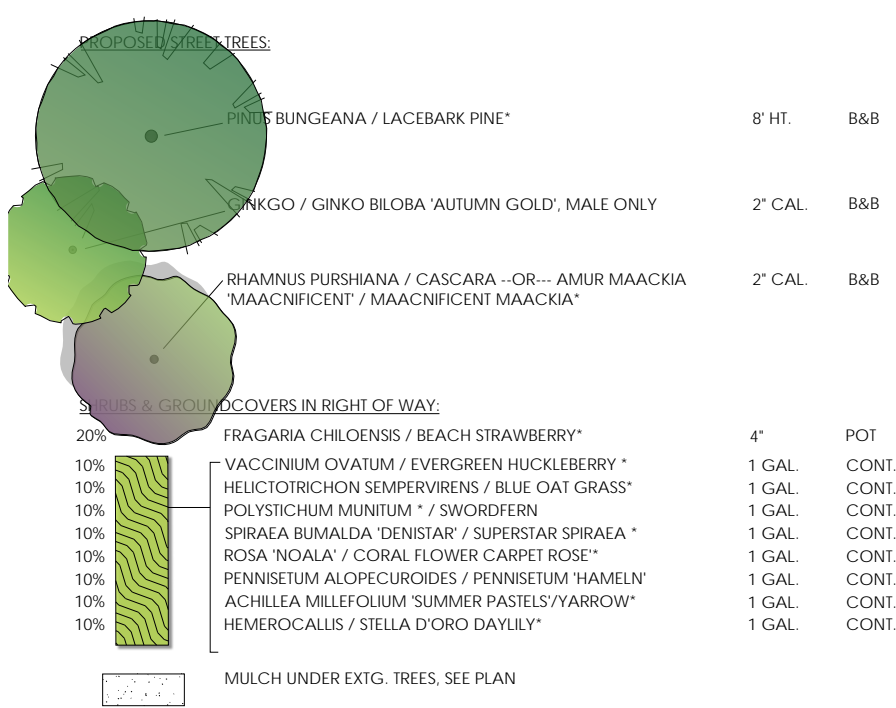 PROPOSED STREET TREES:
PINUS BUNGEANA / LACEBARK PINE* 8' HT. B&B
GINKGO / GINKO BILOBA 'AUTUMN GOLD', MALE ONLY 2" CAL. B&B
RHAMNUS PURSHIANA / CASCARA --OR--- AMUR MAACKIA 2" CAL. B&B
'MAACNIFICENT' / MAACNIFICENT MAACKIA*
SHRUBS & GROUNDCOVERS IN RIGHT OF WAY:
20% FRAGARIA CHILOENSIS / BEACH STRAWBERRY* 4" POT
10% VACCINIUM OVATUM / EVERGREEN HUCKLEBERRY * 1 GAL. CONT.
10% HELICTOTRICHON SEMPERVIRENS / BLUE OAT GRASS* 1 GAL. CONT.
10% POLYSTICHUM MUNITUM * / SWORDFERN 1 GAL. CONT.
10% SPIRAEA BUMALDA 'DENISTAR' / SUPERSTAR SPIRAEA * 1 GAL. CONT.
10% ROSA 'NOALA' / CORAL FLOWER CARPET ROSE'* 1 GAL. CONT.
10% PENNISETUM ALOPECUROIDES / PENNISETUM 'HAMELN' 1 GAL. CONT.
10% ACHILLEA MILLEFOLIUM 'SUMMER PASTELS'/YARROW* 1 GAL. CONT.
10% HEMEROCALLIS / STELLA D'ORO DAYLILY* 1 GAL. CONT.
MULCH UNDER EXTG. TREES, SEE PLAN